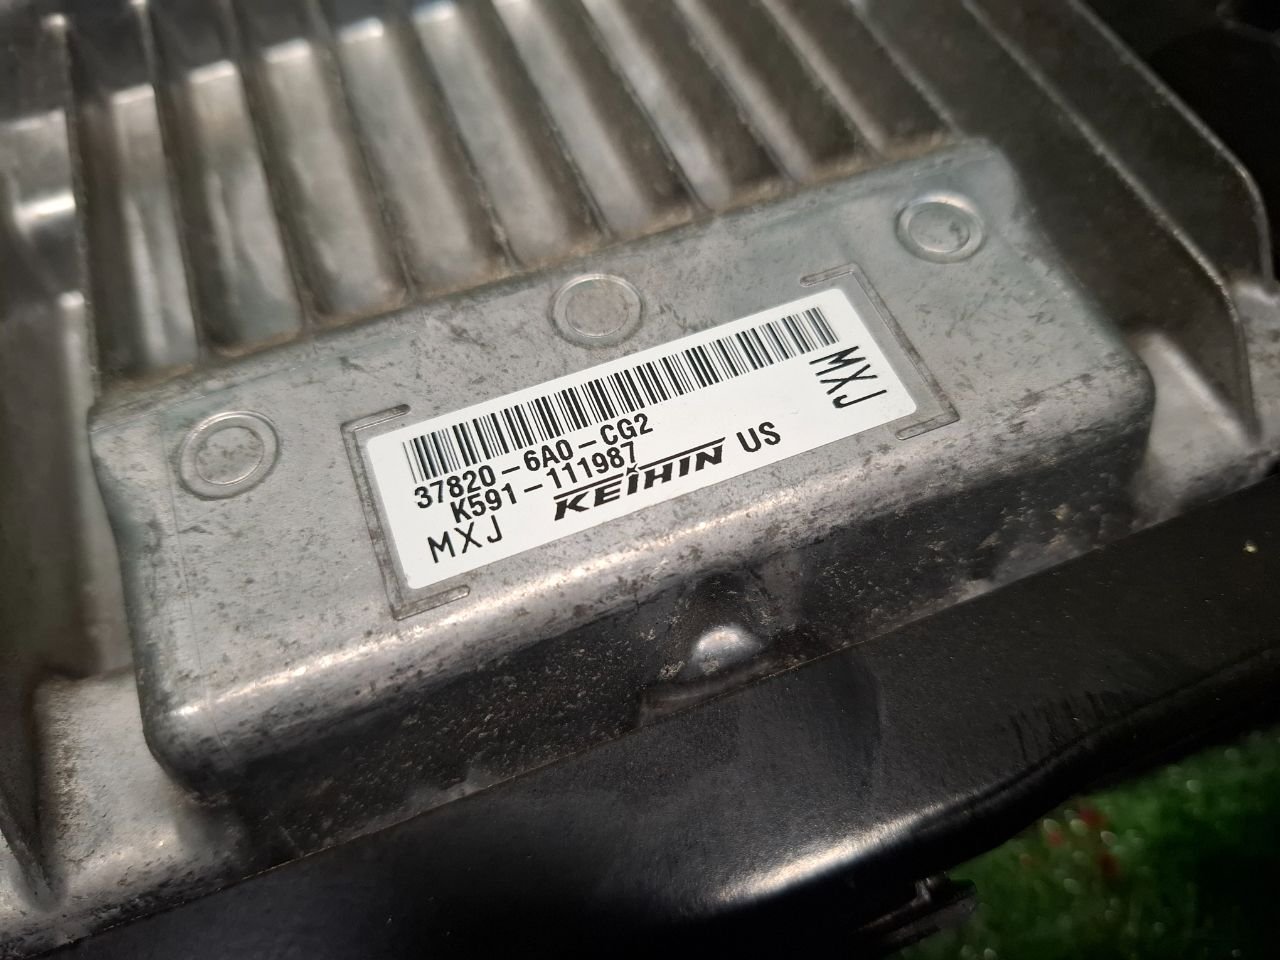 37820-6A0-CG2
K591-111987
MXJ
KEIHIN US
MXJ